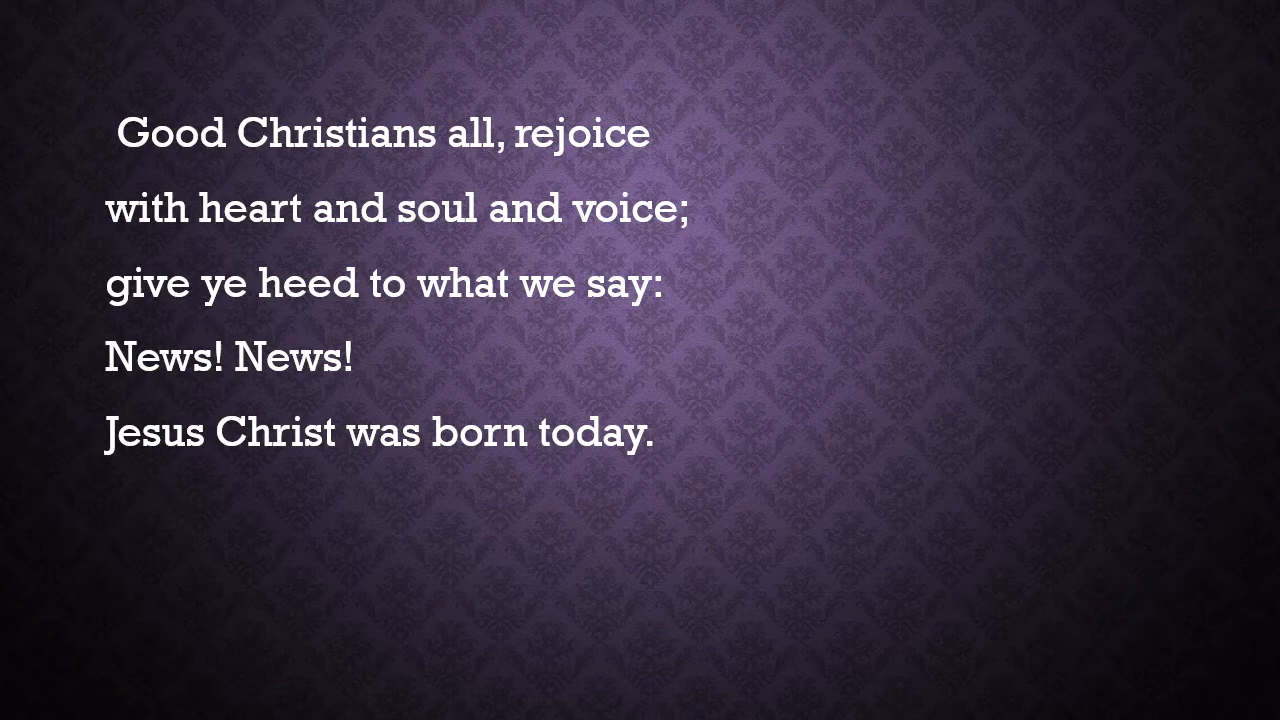 Good Christians all, rejoice
with heart and soul and voice;
give ye heed to what we say:
News! News!
Jesus Christ was born today.